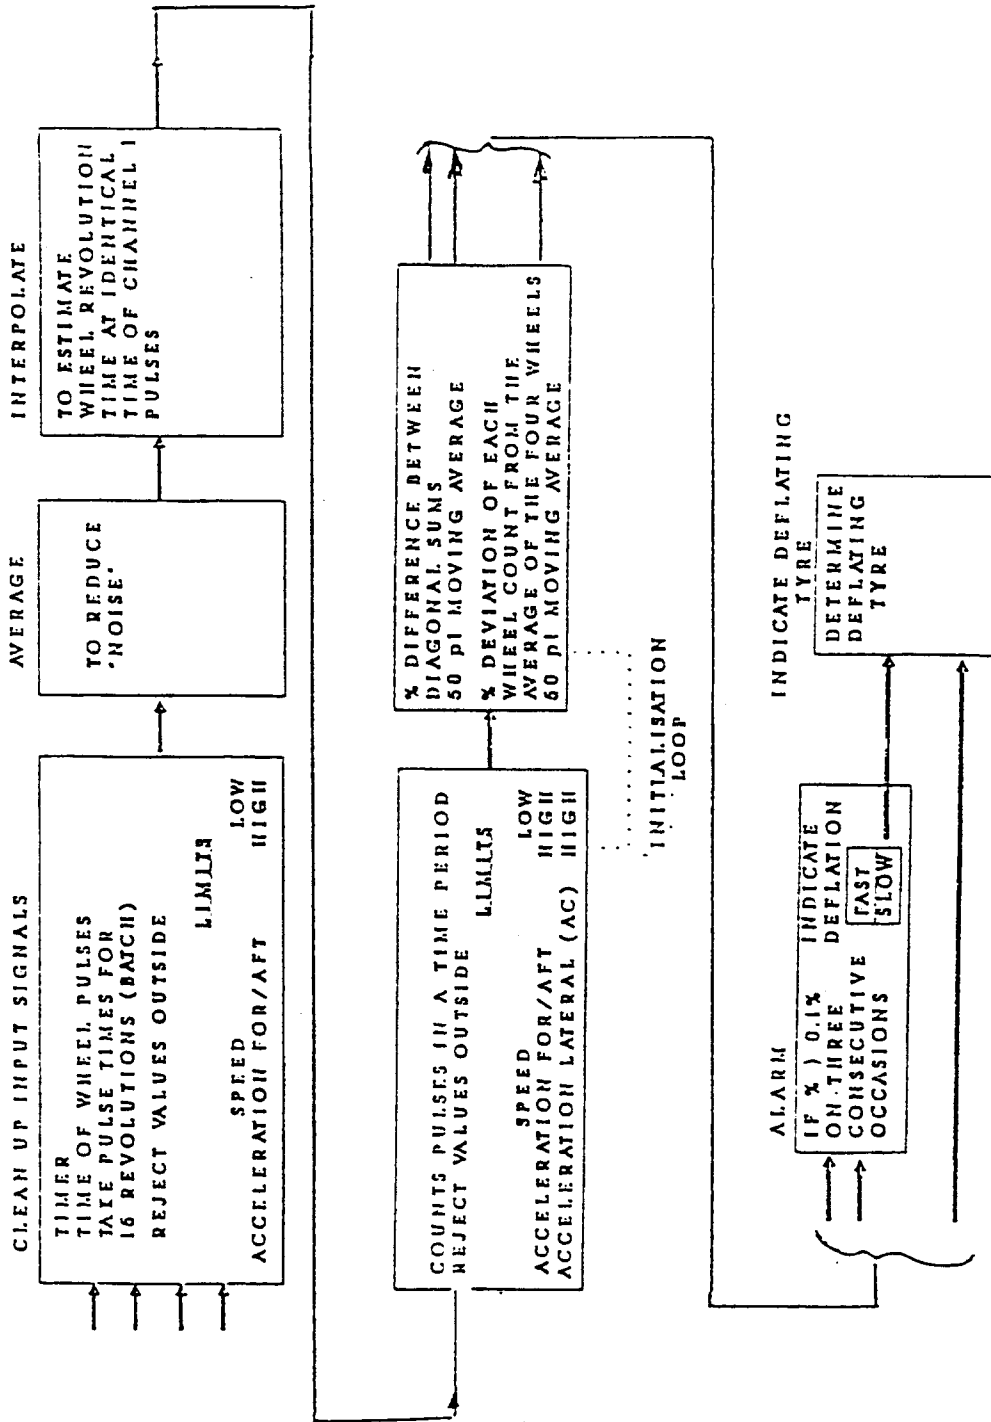 CLEAN UP INPUT SIGNALS
TIMER
TIME OF WHEEL PULSES
TAKE PULSE TIMES FOR
16 REVOLUTIONS (BATCH)
REJECT VALUES OUTSIDE
LIMITS
SPEED LOW
ACCELERATION FOR/AFT HIGH
AVERAGE
TO REDUCE
"NOISE"
INTERPOLATE
TO ESTIMATE
WHEEL REVOLUTION
TIME AT IDENTICAL
TIME OF CHANNEL 1
PULSES
COUNTS PULSES IN A TIME PERIOD
REJECT VALUES OUTSIDE
LIMITS
SPEED LOW
ACCELERATION FOR/AFT HIGH
ACCELERATION LATERAL (AC) HIGH
% DIFFERENCE BETWEEN
DIAGONAL SUMS
50 pt MOVING AVERAGE
% DEVIATION OF EACH
WHEEL COUNT FROM THE
AVERAGE OF THE FOUR WHEELS
50 pt MOVING AVERAGE
INITIALISATION
LOOP
ALARM
IF % > 0.1% INDICATE
ON THREE DEFLATION
CONSECUTIVE FAST
OCCASIONS SLOW
INDICATE DEFLATING
TYRE
DETERMINE
DEFLATING
TYRE